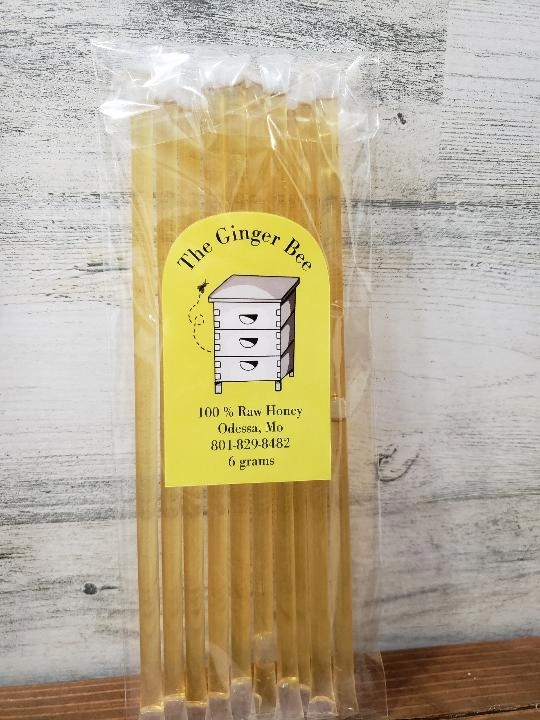 The Ginger Bee
100 % Raw Honey
Odessa, Mo
801-829-8482
6 grams